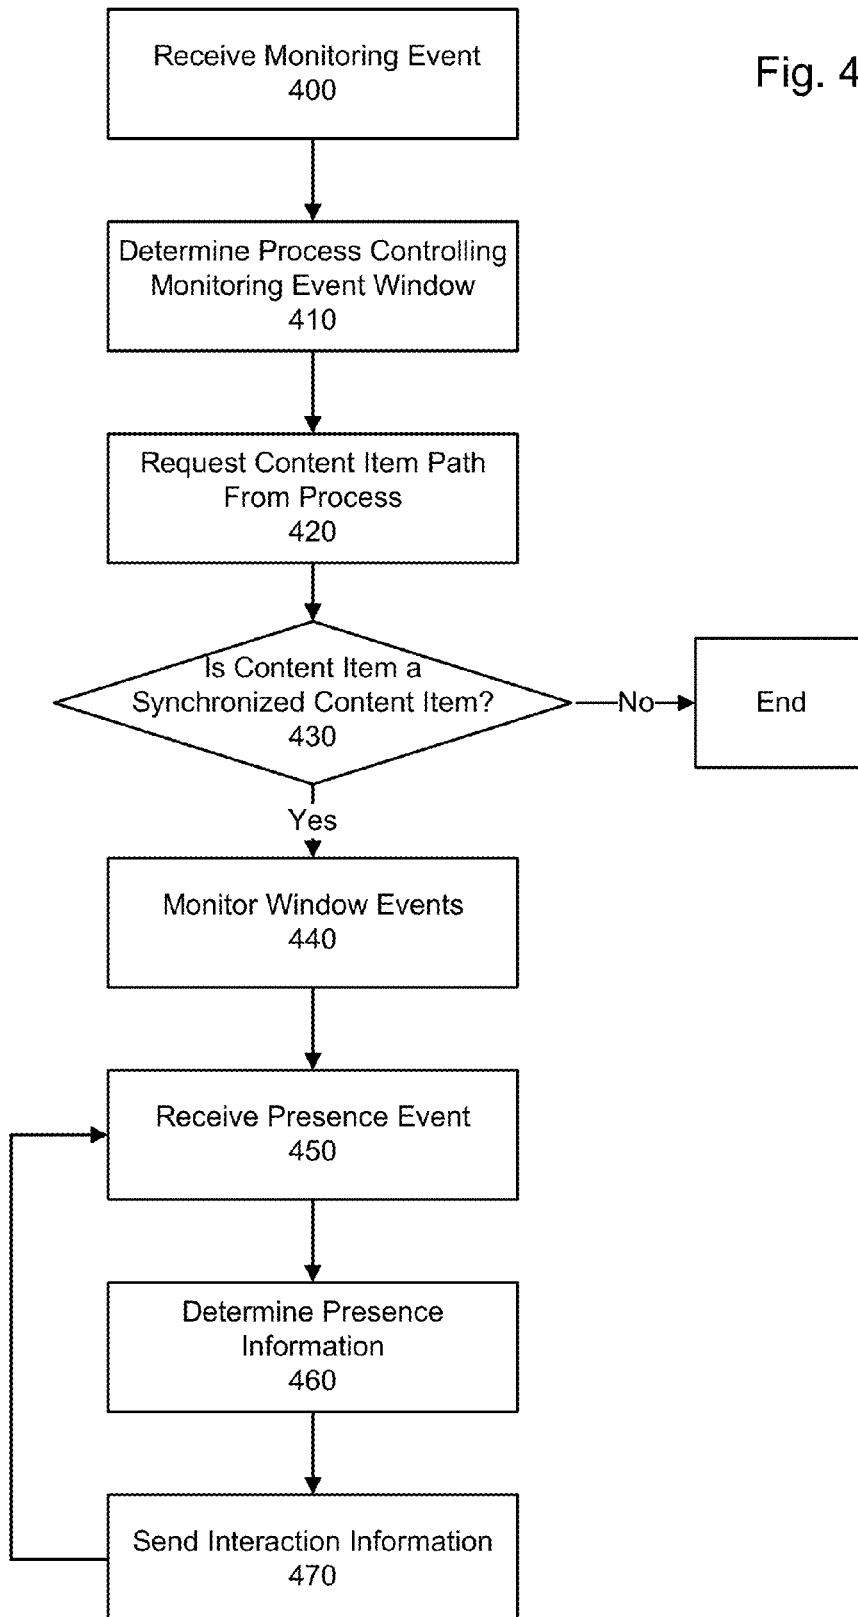 Receive Monitoring Event
400
Fig. 4
Determine Process Controlling
Monitoring Event Window
410
Request Content Item Path
From Process
420
Is Content Item a
Synchronized Content Item?
430
No
End
Yes
Monitor Window Events
440
Receive Presence Event
450
Determine Presence
Information
460
Send Interaction Information
470